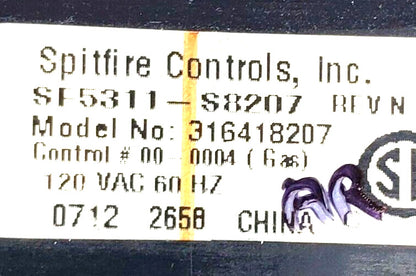 Spitfire Controls, Inc.
SF5311-S8207 REV N
Model No: 316418207
Control # 00-0004 ( Gas)
120 VAC 60 HZ
0712 2658 CHINA
AR